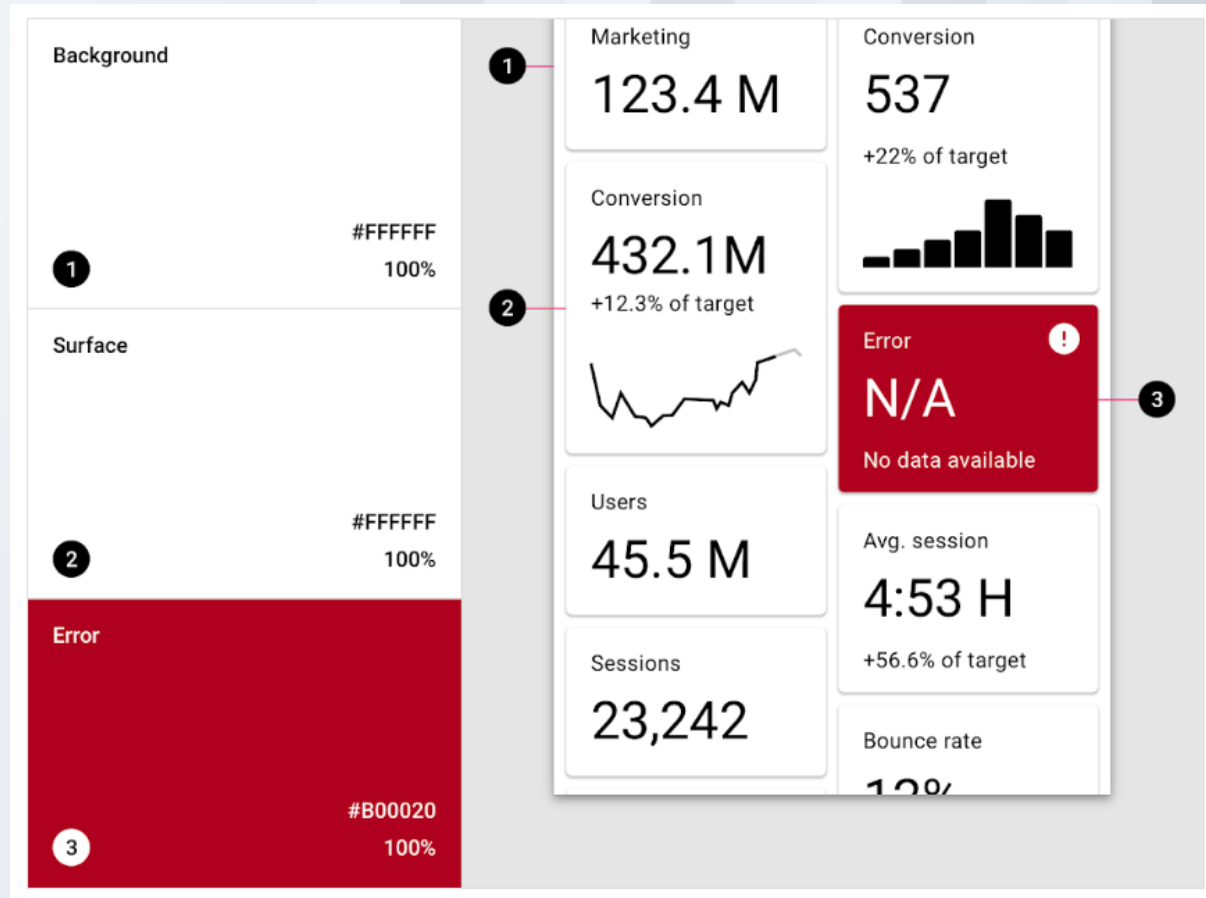 Background
#FFFFFF
1
100%
Surface
#FFFFFF
2
100%
Error
#B00020
3
100%
1
Marketing
123.4 M
Conversion
432.1M
2
+12.3% of target
Users
45.5 M
Sessions
23,242
Conversion
537
+22% of target
Error
!
N/A
3
No data available
Avg. session
4:53 H
+56.6% of target
Bounce rate